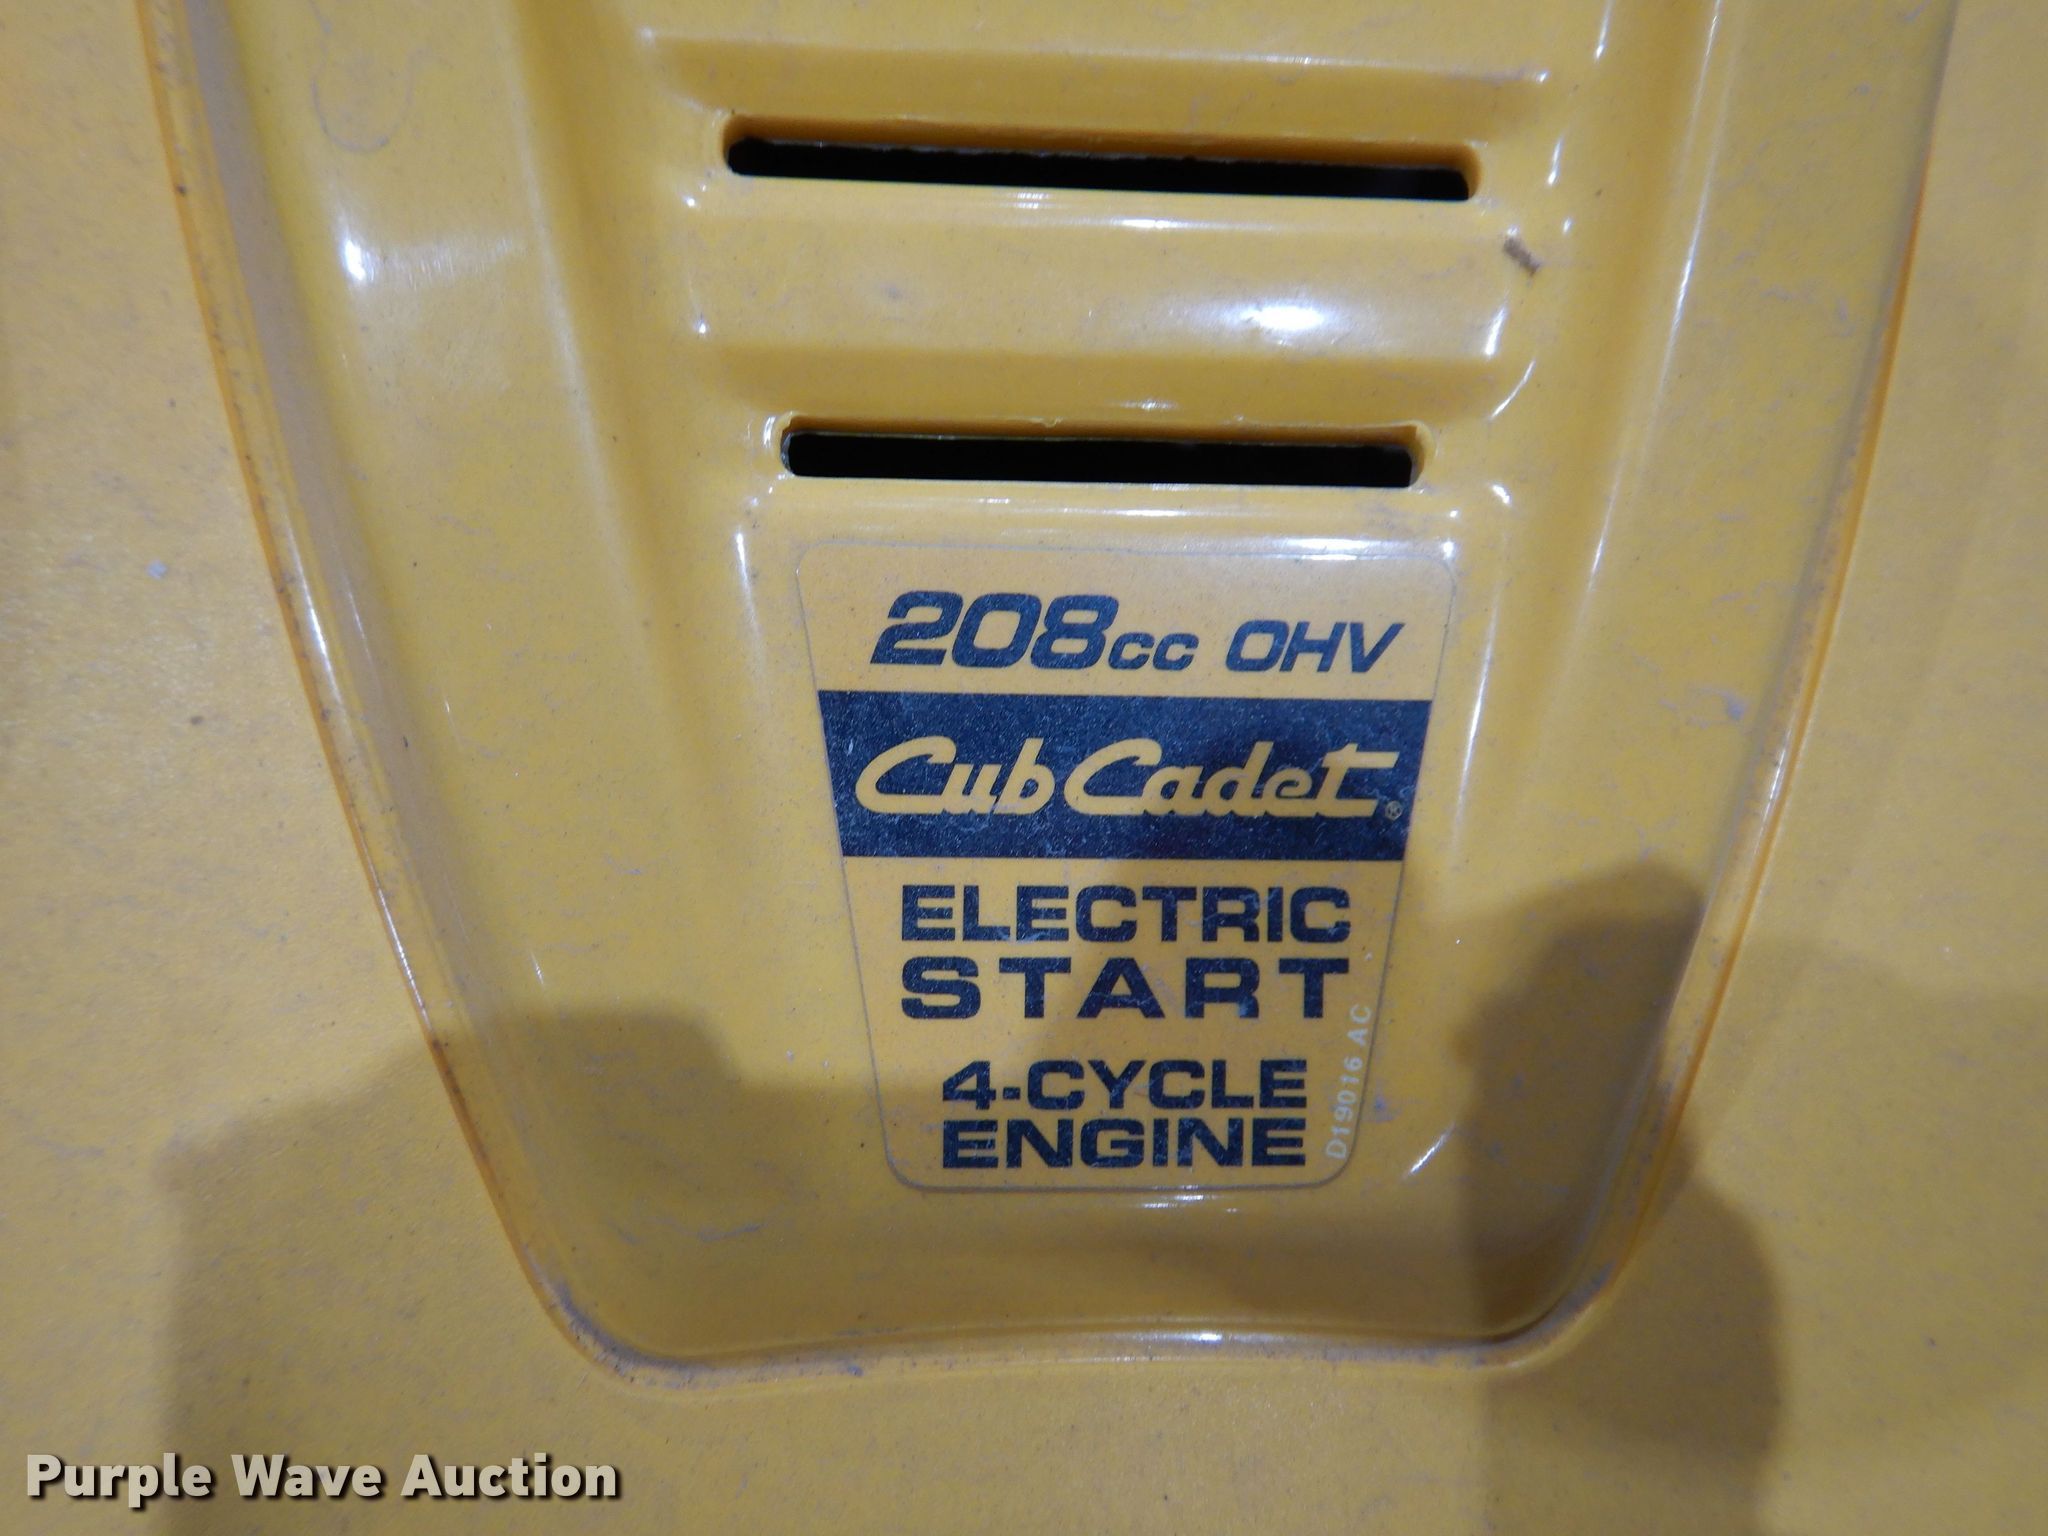 208cc OHV
Cub Cadet®
ELECTRIC
START
4-CYCLE
ENGINE
D19016 AC
Purple Wave Auction